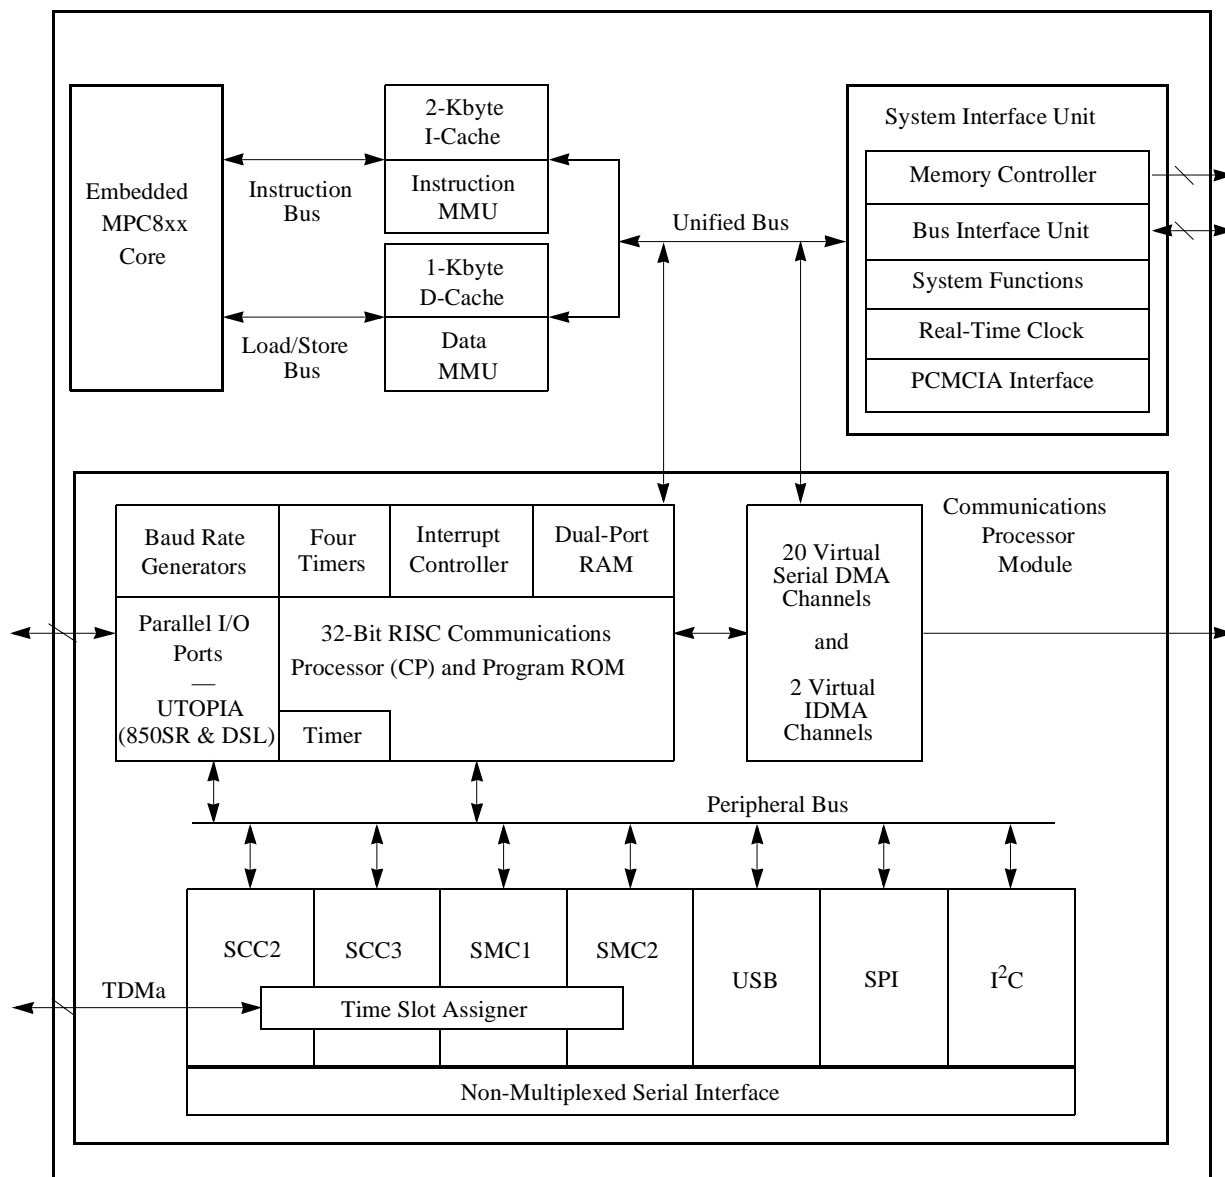 2-Kbyte
I-Cache
System Interface Unit
Embedded
MPC8xx
Core
Instruction
Bus
Instruction
MMU
Unified Bus
Memory Controller
Bus Interface Unit
1-Kbyte
D-Cache
System Functions
Load/Store
Bus
Data
MMU
Real-Time Clock
PCMCIA Interface
Communications
Processor
Module
Baud Rate
Generators
Four
Timers
Interrupt
Controller
Dual-Port
RAM
20 Virtual
Serial DMA
Channels
and
2 Virtual
IDMA
Channels
Parallel I/O
Ports
—
UTOPIA
(850SR & DSL)
32-Bit RISC Communications
Processor (CP) and Program ROM
Timer
Peripheral Bus
SCC2
SCC3
SMC1
SMC2
USB
SPI
I²C
TDMa
Time Slot Assigner
Non-Multiplexed Serial Interface